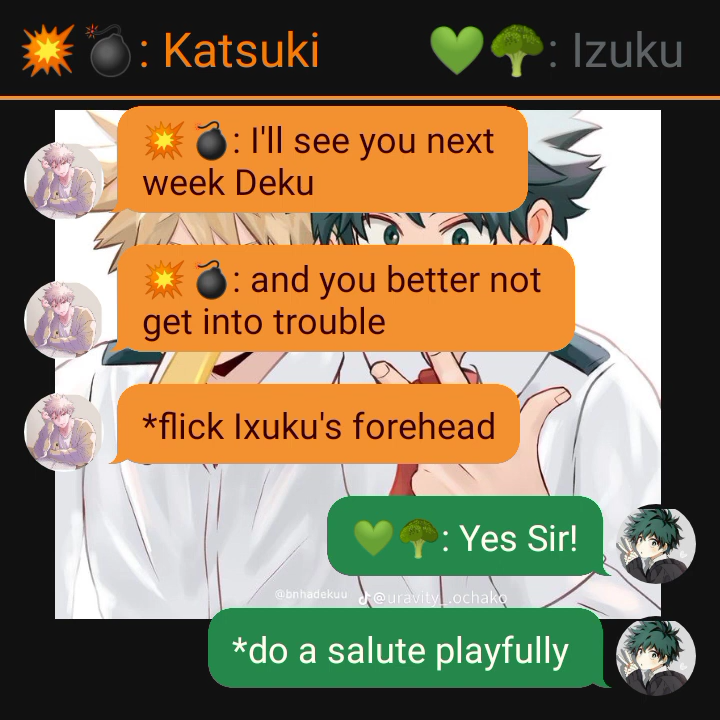 💥💣: Katsuki
💚🥦: Izuku
💥💣: I'll see you next
week Deku
💥💣: and you better not
get into trouble
*flick Ixuku's forehead
💚🥦: Yes Sir!
@bnhadekuu @uravity_.ochako
*do a salute playfully